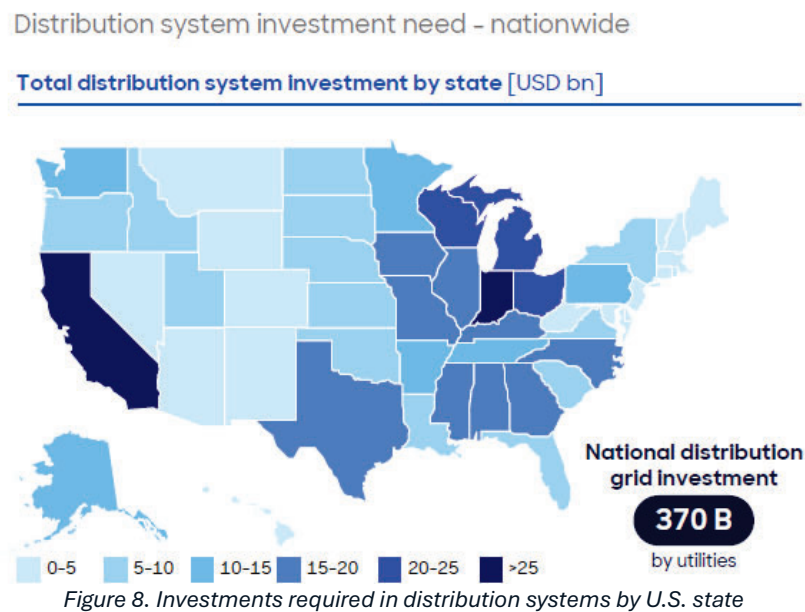 Distribution system investment need – nationwide
Total distribution system investment by state [USD bn]
National distribution
grid investment
370 B
by utilities
0-5 5-10 10-15 15-20 20-25 >25
Figure 8. Investments required in distribution systems by U.S. state